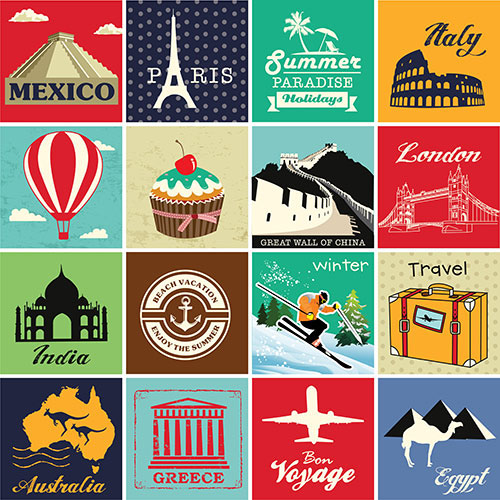 MEXICO
PARIS
Summer
PARADISE
Holidays
Italy
GREAT WALL OF CHINA
London
India
BEACH VACATION
ENJOY THE SUMMER
winter
Travel
Australia
GREECE
Bon
Voyage
Egypt